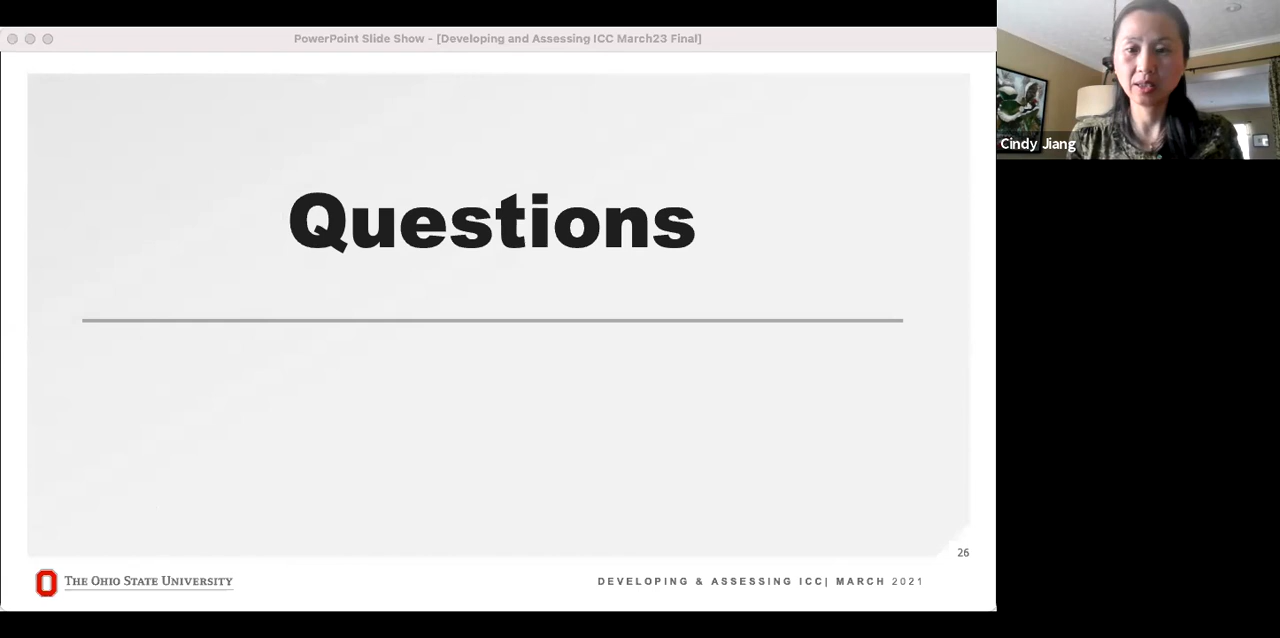 PowerPoint Slide Show - [Developing and Assessing ICC March23 Final]
Cindy Jiang
Questions
26
THE OHIO STATE UNIVERSITY
DEVELOPING & ASSESSING ICC| MARCH 2021